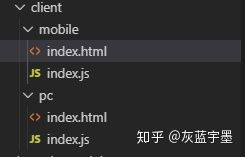 client
mobile
<> index.html
JS index.js
pc
<> index.html
JS index.js
知乎 @灰蓝宇墨